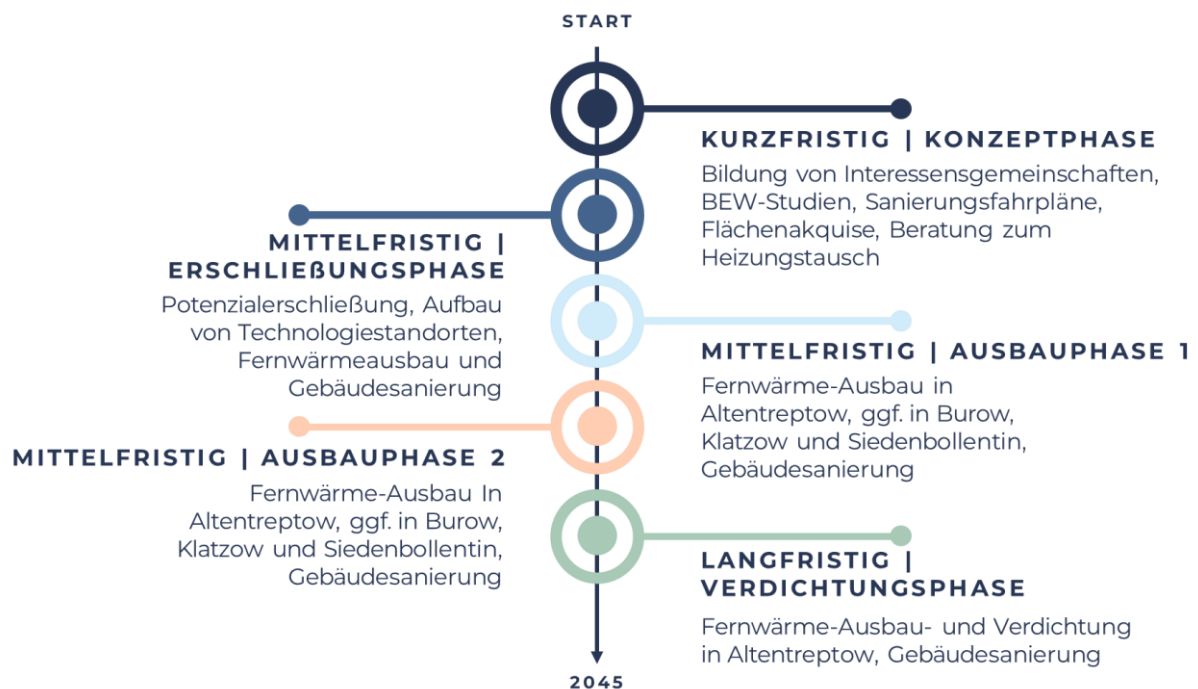 START
KURZFRISTIG | KONZEPTPHASE
Bildung von Interessensgemeinschaften,
BEW-Studien, Sanierungsfahrpläne,
Flächenakquise, Beratung zum
Heizungstausch
MITTELFRISTIG |
ERSCHLIEßUNGSPHASE
Potenzialerschließung, Aufbau
von Technologiestandorten,
Fernwärmeausbau und
Gebäudesanierung
MITTELFRISTIG | AUSBAUPHASE 1
Fernwärme-Ausbau in
Altentreptow, ggf. in Burow,
Klatzow und Siedenbollentin,
Gebäudesanierung
MITTELFRISTIG | AUSBAUPHASE 2
Fernwärme-Ausbau In
Altentreptow, ggf. in Burow,
Klatzow und Siedenbollentin,
Gebäudesanierung
LANGFRISTIG |
VERDICHTUNGSPHASE
Fernwärme-Ausbau- und Verdichtung
in Altentreptow, Gebäudesanierung
2045